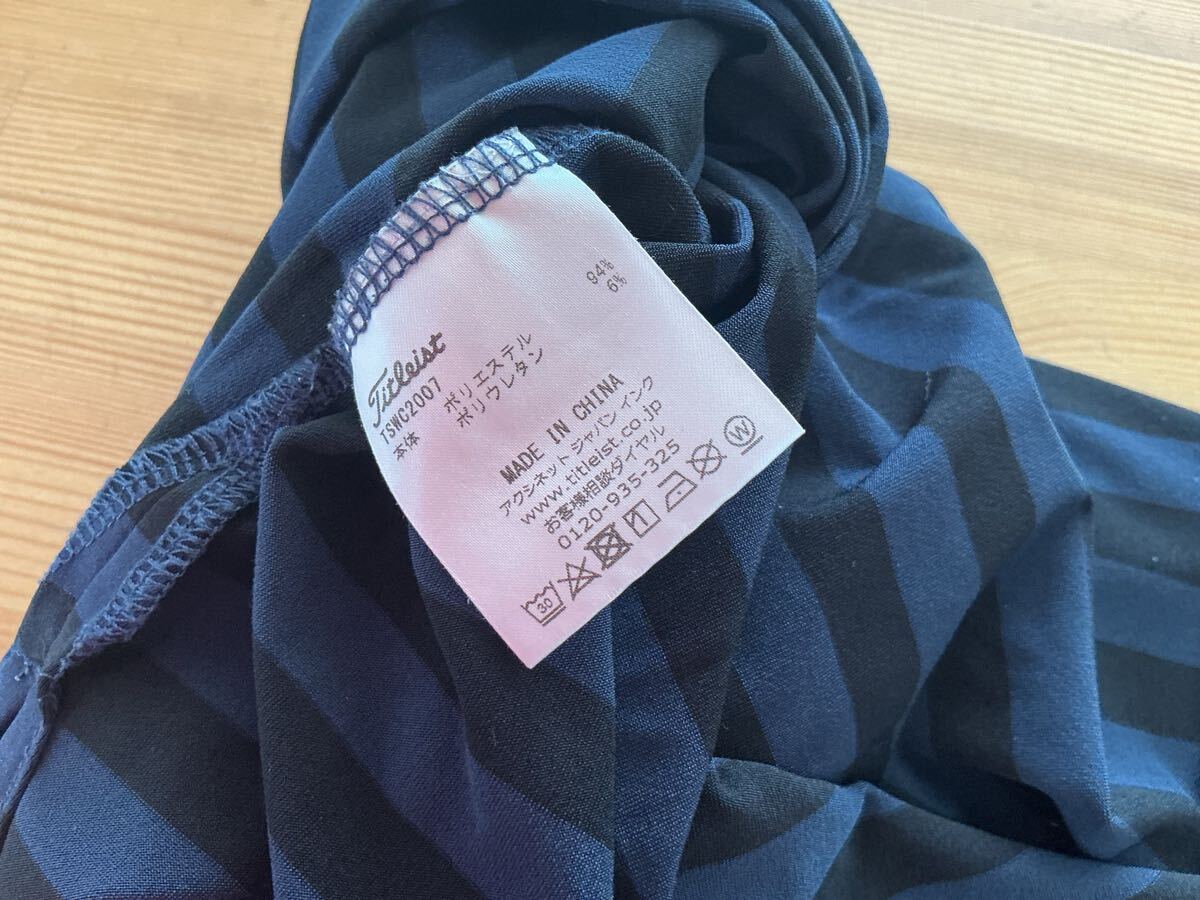 Titleist
TSWC2007
本体 ポリエステル 94%
ポリウレタン 6%
MADE IN CHINA
アクシネット ジャパン インク
www.titleist.co.jp
お客様相談ダイヤル
0120-935-325
30
W